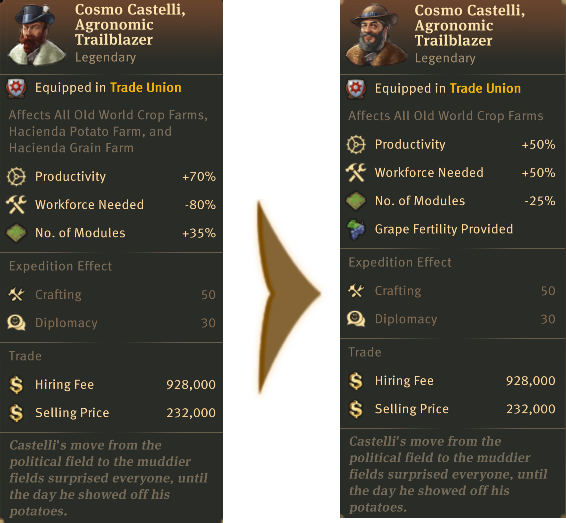 Cosmo Castelli,
Agronomic
Trailblazer
Legendary
Equipped in Trade Union
Affects All Old World Crop Farms,
Hacienda Potato Farm, and
Hacienda Grain Farm
Productivity +70%
Workforce Needed -80%
No. of Modules +35%
Expedition Effect
Crafting 50
Diplomacy 30
Trade
Hiring Fee 928,000
Selling Price 232,000
Castelli's move from the
political field to the muddier
fields surprised everyone, until
the day he showed off his
potatoes.
Cosmo Castelli,
Agronomic
Trailblazer
Legendary
Equipped in Trade Union
Affects All Old World Crop Farms
Productivity +50%
Workforce Needed +50%
No. of Modules -25%
Grape Fertility Provided
Expedition Effect
Crafting 50
Diplomacy 30
Trade
Hiring Fee 928,000
Selling Price 232,000
Castelli's move from the
political field to the muddier
fields surprised everyone, until
the day he showed off his
potatoes.